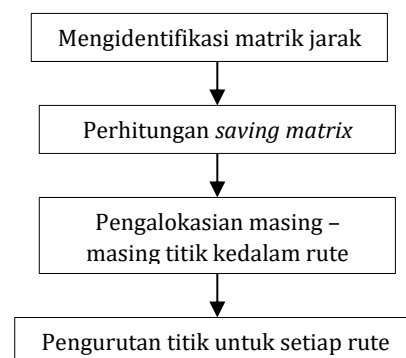 Mengidentifikasi matrik jarak
Perhitungan saving matrix
Pengalokasian masing –
masing titik kedalam rute
Pengurutan titik untuk setiap rute